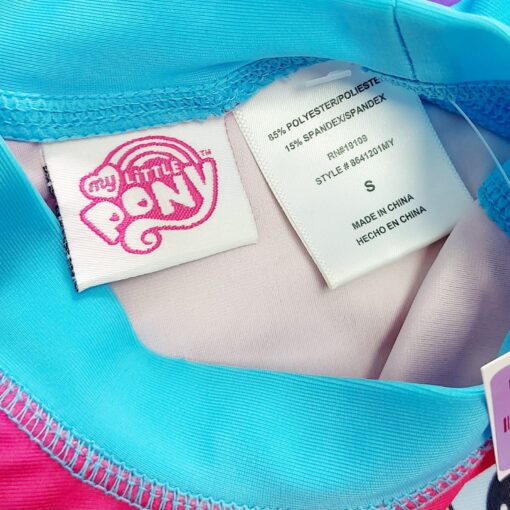 my LiTTLE
PONY
TM
85% POLYESTER/POLIESTER
15% SPANDEX/SPANDEX
RN#19109
STYLE # 8641201MY
S
MADE IN CHINA
HECHO EN CHINA